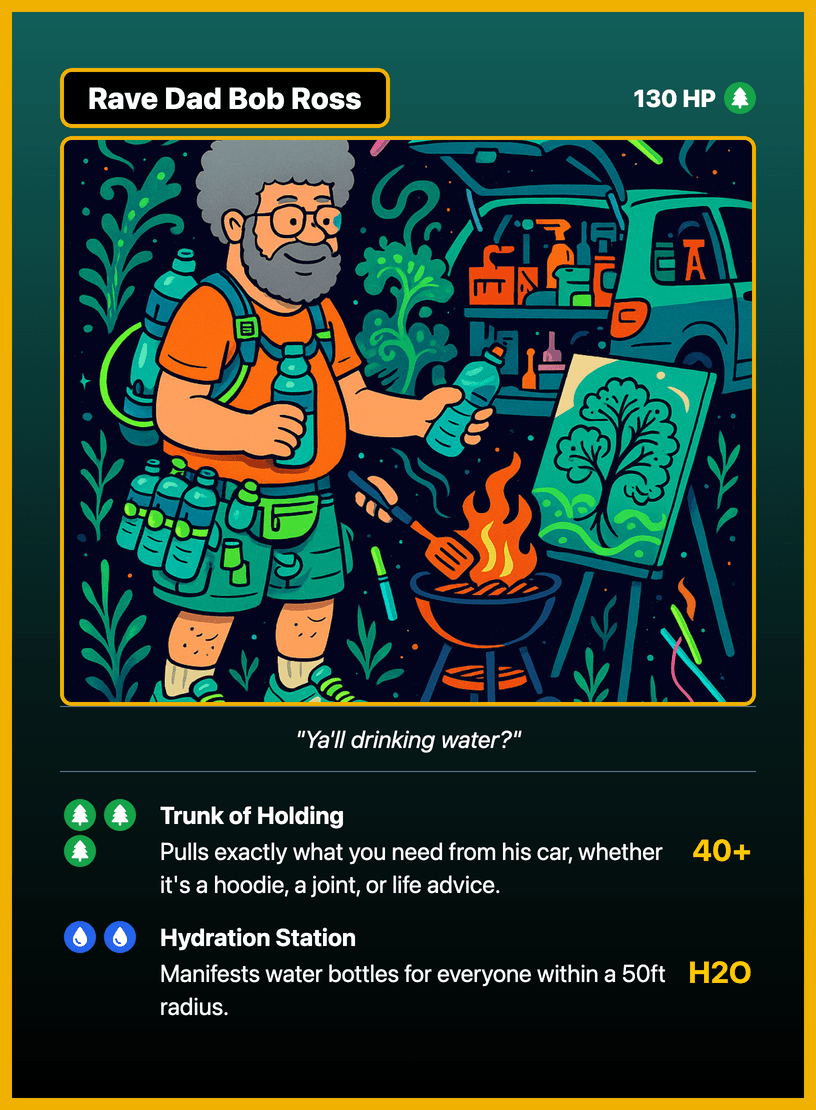 Rave Dad Bob Ross
130 HP
"Ya'll drinking water?"
Trunk of Holding
Pulls exactly what you need from his car, whether
it's a hoodie, a joint, or life advice.
40+
Hydration Station
Manifests water bottles for everyone within a 50ft
radius.
H2O